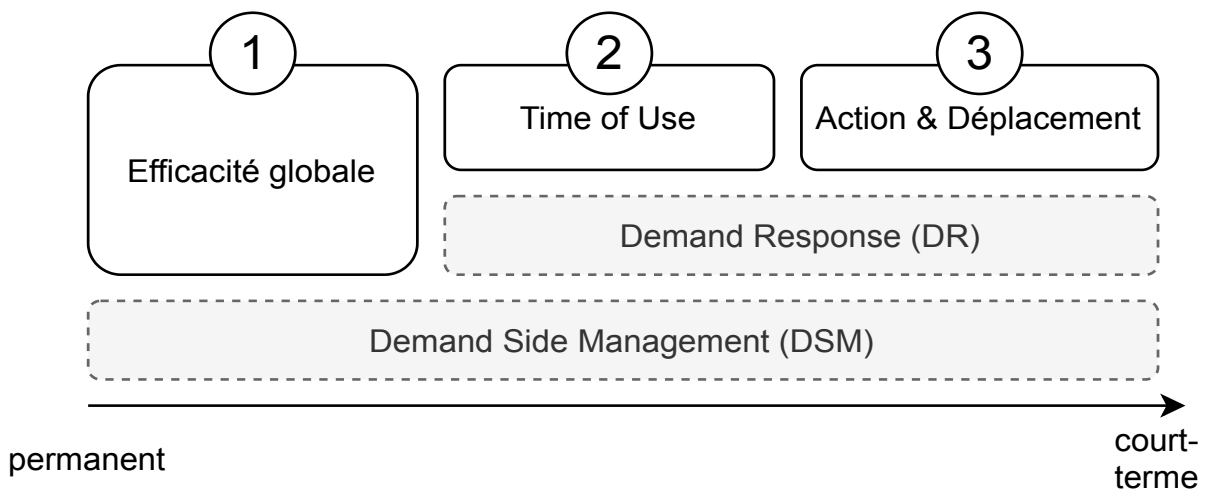 1
2
3
Efficacité globale
Time of Use
Action & Déplacement
Demand Response (DR)
Demand Side Management (DSM)
permanent
court-
terme